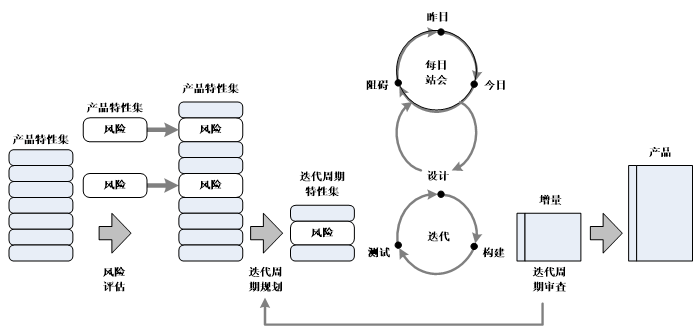 产品特性集
产品特性集
风险
风险
风险
评估
产品特性集
风险
风险
迭代周
期规划
迭代周期
特性集
风险
昨日
每日
站会
阻碍
今日
设计
迭代
测试
构建
增量
迭代周
期审查
产品